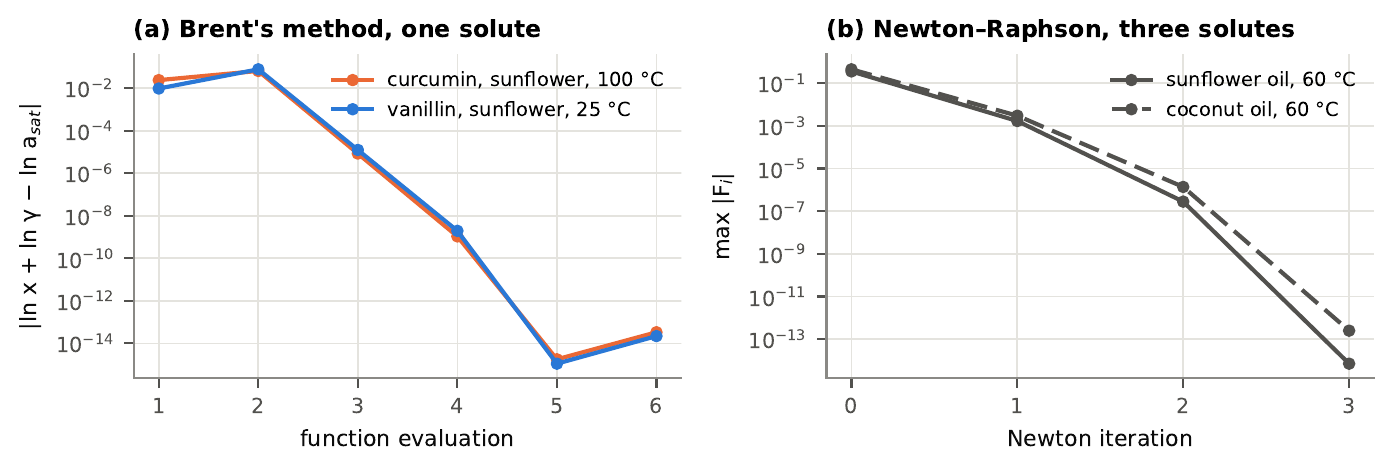 (a) Brent's method, one solute
|ln x + ln γ − ln a_sat|
10⁻²
10⁻⁴
10⁻⁶
10⁻⁸
10⁻¹⁰
10⁻¹²
10⁻¹⁴
curcumin, sunflower, 100 °C
vanillin, sunflower, 25 °C
1 2 3 4 5 6
function evaluation
(b) Newton–Raphson, three solutes
max |Fᵢ|
10⁻¹
10⁻³
10⁻⁵
10⁻⁷
10⁻⁹
10⁻¹¹
10⁻¹³
sunflower oil, 60 °C
coconut oil, 60 °C
0 1 2 3
Newton iteration